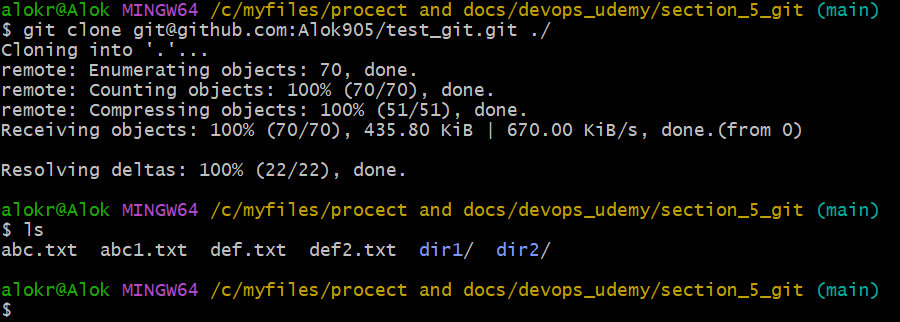 alokr@Alok MINGW64 /c/myfiles/procect and docs/devops_udemy/section_5_git (main)
$ git clone git@github.com:Alok905/test_git.git ./
Cloning into '.'...
remote: Enumerating objects: 70, done.
remote: Counting objects: 100% (70/70), done.
remote: Compressing objects: 100% (51/51), done.
Receiving objects: 100% (70/70), 435.80 KiB | 670.00 KiB/s, done.(from 0)
Resolving deltas: 100% (22/22), done.
alokr@Alok MINGW64 /c/myfiles/procect and docs/devops_udemy/section_5_git (main)
$ ls
abc.txt  abc1.txt  def.txt  def2.txt  dir1/  dir2/
alokr@Alok MINGW64 /c/myfiles/procect and docs/devops_udemy/section_5_git (main)
$